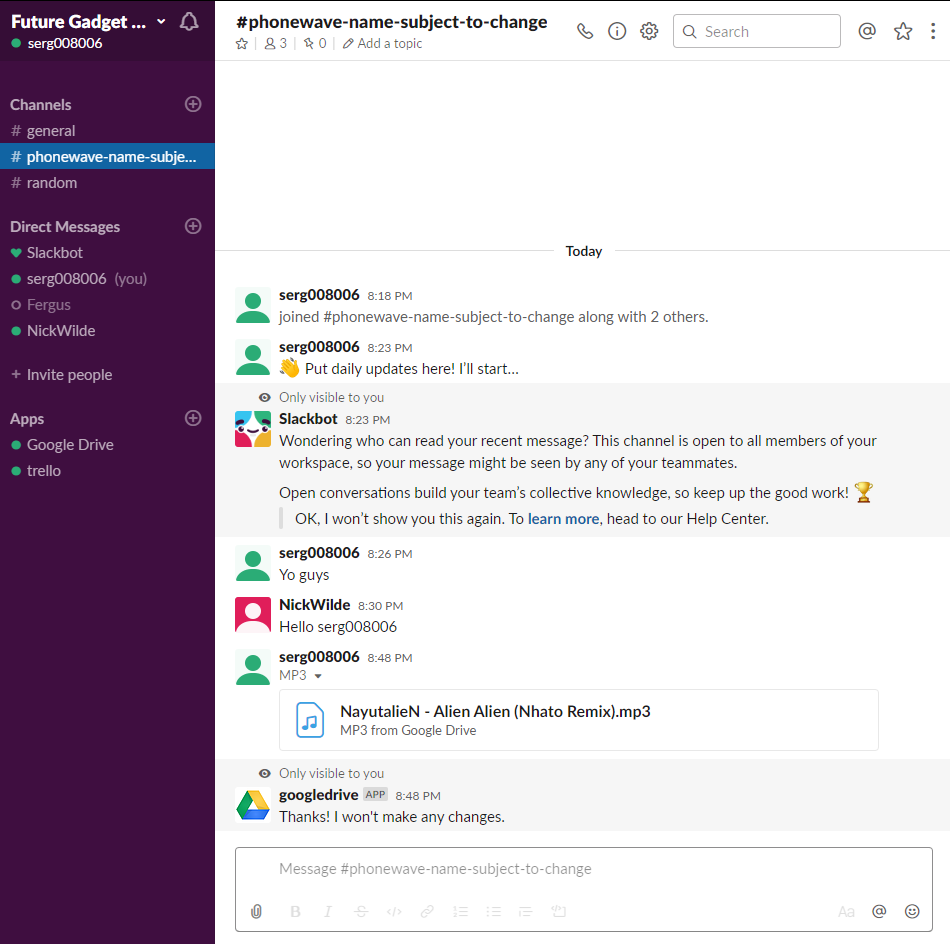 Future Gadget ...
serg008006
Channels
# general
# phonewave-name-subje...
# random
Direct Messages
Slackbot
serg008006 (you)
Fergus
NickWilde
+ Invite people
Apps
Google Drive
trello
#phonewave-name-subject-to-change
3 | 0 | Add a topic
Search
Today
serg008006 8:18 PM
joined #phonewave-name-subject-to-change along with 2 others.
serg008006 8:23 PM
👋 Put daily updates here! I’ll start...
Only visible to you
Slackbot 8:23 PM
Wondering who can read your recent message? This channel is open to all members of your
workspace, so your message might be seen by any of your teammates.
Open conversations build your team’s collective knowledge, so keep up the good work! 🏆
OK, I won’t show you this again. To learn more, head to our Help Center.
serg008006 8:26 PM
Yo guys
NickWilde 8:30 PM
Hello serg008006
serg008006 8:48 PM
MP3
NayutalieN - Alien Alien (Nhato Remix).mp3
MP3 from Google Drive
Only visible to you
googledrive APP 8:48 PM
Thanks! I won't make any changes.
Message #phonewave-name-subject-to-change
B I S </> Aa @